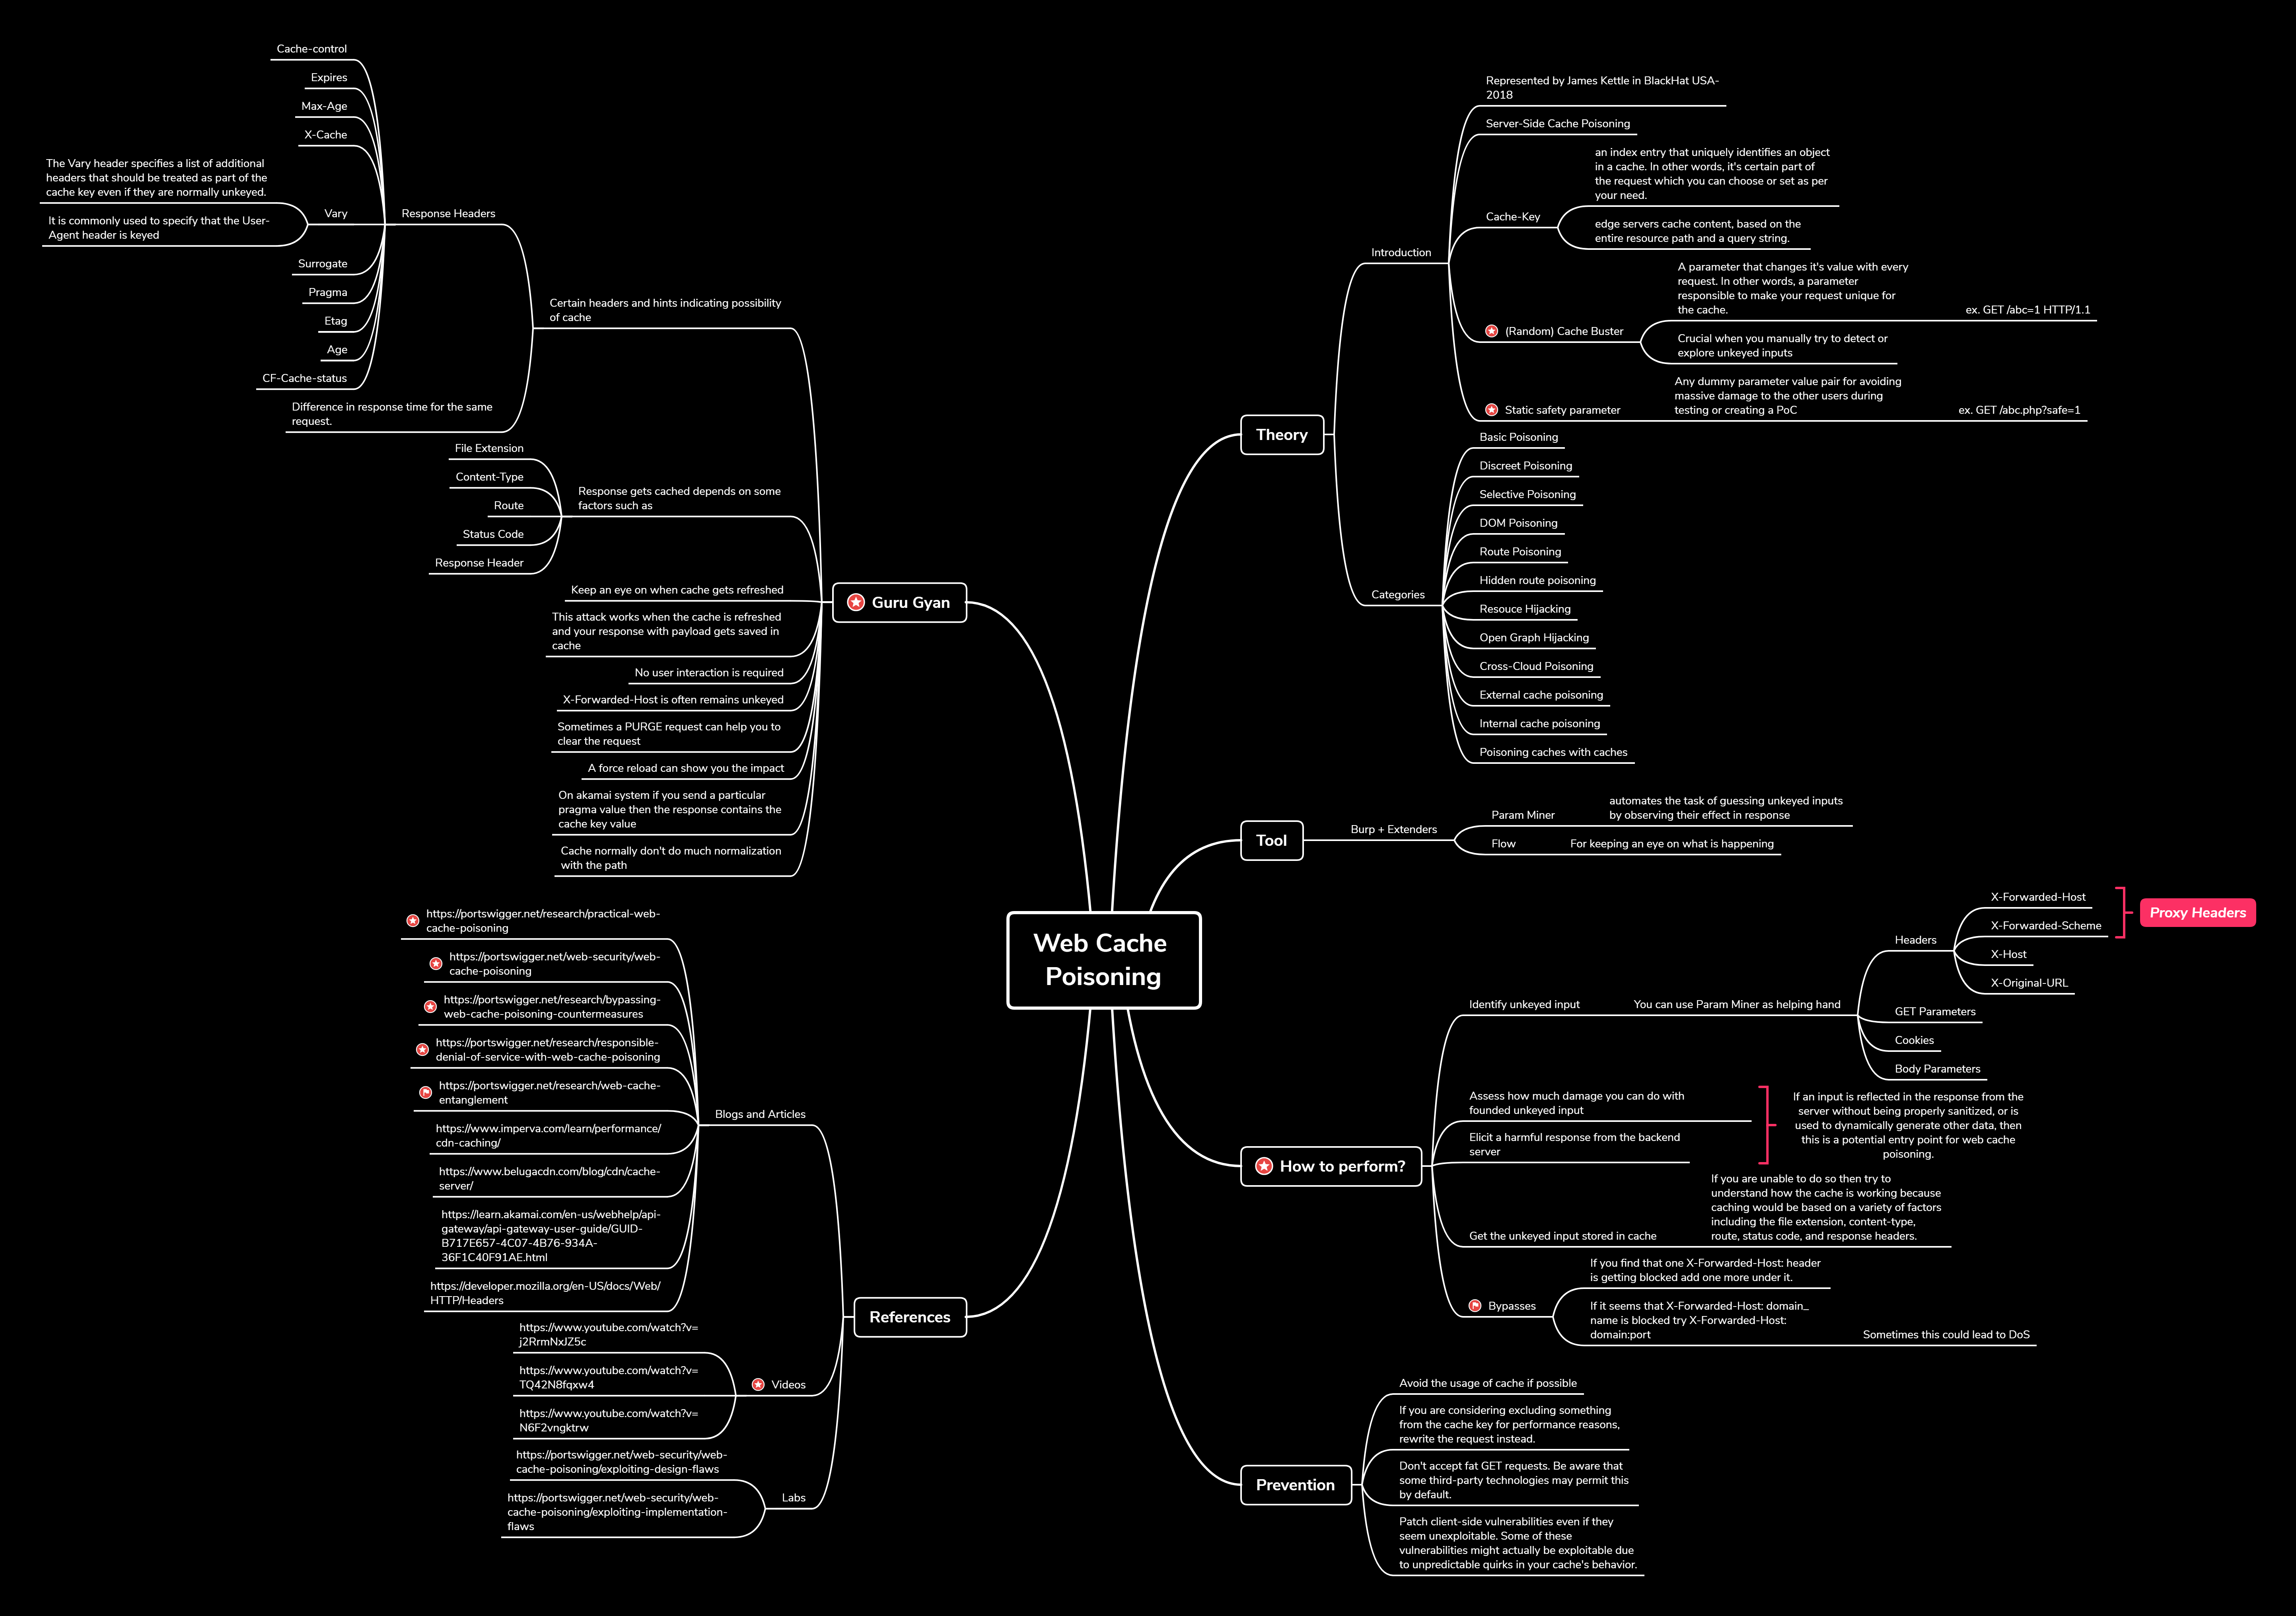 Web Cache
Poisoning
Theory
Introduction
Represented by James Kettle in BlackHat USA-
2018
Server-Side Cache Poisoning
Cache-Key
an index entry that uniquely identifies an object
in a cache. In other words, it's certain part of
the request which you can choose or set as per
your need.
edge servers cache content, based on the
entire resource path and a query string.
(Random) Cache Buster
A parameter that changes it's value with every
request. In other words, a parameter
responsible to make your request unique for
the cache.
ex. GET /abc=1 HTTP/1.1
Crucial when you manually try to detect or
explore unkeyed inputs
Static safety parameter
Any dummy parameter value pair for avoiding
massive damage to the other users during
testing or creating a PoC
ex. GET /abc.php?safe=1
Categories
Basic Poisoning
Discreet Poisoning
Selective Poisoning
DOM Poisoning
Route Poisoning
Hidden route poisoning
Resouce Hijacking
Open Graph Hijacking
Cross-Cloud Poisoning
External cache poisoning
Internal cache poisoning
Poisoning caches with caches
Tool
Burp + Extenders
Param Miner
automates the task of guessing unkeyed inputs
by observing their effect in response
Flow
For keeping an eye on what is happening
How to perform?
Identify unkeyed input
You can use Param Miner as helping hand
Headers
X-Forwarded-Host
X-Forwarded-Scheme
Proxy Headers
X-Host
X-Original-URL
GET Parameters
Cookies
Body Parameters
Assess how much damage you can do with
founded unkeyed input
Elicit a harmful response from the backend
server
If an input is reflected in the response from the
server without being properly sanitized, or is
used to dynamically generate other data, then
this is a potential entry point for web cache
poisoning.
Get the unkeyed input stored in cache
If you are unable to do so then try to
understand how the cache is working because
caching would be based on a variety of factors
including the file extension, content-type,
route, status code, and response headers.
Bypasses
If you find that one X-Forwarded-Host: header
is getting blocked add one more under it.
If it seems that X-Forwarded-Host: domain_
name is blocked try X-Forwarded-Host:
domain:port
Sometimes this could lead to DoS
Prevention
Avoid the usage of cache if possible
If you are considering excluding something
from the cache key for performance reasons,
rewrite the request instead.
Don't accept fat GET requests. Be aware that
some third-party technologies may permit this
by default.
Patch client-side vulnerabilities even if they
seem unexploitable. Some of these
vulnerabilities might actually be exploitable due
to unpredictable quirks in your cache's behavior.
Guru Gyan
Certain headers and hints indicating possibility
of cache
Response Headers
Cache-control
Expires
Max-Age
X-Cache
Vary
The Vary header specifies a list of additional
headers that should be treated as part of the
cache key even if they are normally unkeyed.
It is commonly used to specify that the User-
Agent header is keyed
Surrogate
Pragma
Etag
Age
CF-Cache-status
Difference in response time for the same
request.
Response gets cached depends on some
factors such as
File Extension
Content-Type
Route
Status Code
Response Header
Keep an eye on when cache gets refreshed
This attack works when the cache is refreshed
and your response with payload gets saved in
cache
No user interaction is required
X-Forwarded-Host is often remains unkeyed
Sometimes a PURGE request can help you to
clear the request
A force reload can show you the impact
On akamai system if you send a particular
pragma value then the response contains the
cache key value
Cache normally don't do much normalization
with the path
References
Blogs and Articles
https://portswigger.net/research/practical-web-
cache-poisoning
https://portswigger.net/web-security/web-
cache-poisoning
https://portswigger.net/research/bypassing-
web-cache-poisoning-countermeasures
https://portswigger.net/research/responsible-
denial-of-service-with-web-cache-poisoning
https://portswigger.net/research/web-cache-
entanglement
https://www.imperva.com/learn/performance/
cdn-caching/
https://www.belugacdn.com/blog/cdn/cache-
server/
https://learn.akamai.com/en-us/webhelp/api-
gateway/api-gateway-user-guide/GUID-
B717E657-4C07-4B76-934A-
36F1C40F91AE.html
https://developer.mozilla.org/en-US/docs/Web/
HTTP/Headers
Videos
https://www.youtube.com/watch?v=
j2RrmNxJZ5c
https://www.youtube.com/watch?v=
TQ42N8fqxw4
https://www.youtube.com/watch?v=
N6F2vngktrw
Labs
https://portswigger.net/web-security/web-
cache-poisoning/exploiting-design-flaws
https://portswigger.net/web-security/web-
cache-poisoning/exploiting-implementation-
flaws